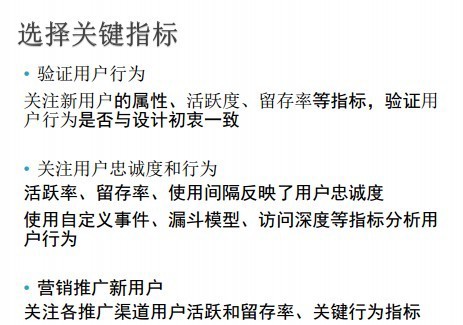 选择关键指标
• 验证用户行为
关注新用户的属性、活跃度、留存率等指标，验证用
户行为是否与设计初衷一致
• 关注用户忠诚度和行为
活跃率、留存率、使用间隔反映了用户忠诚度
使用自定义事件、漏斗模型、访问深度等指标分析用
户行为
• 营销推广新用户
关注各推广渠道用户活跃和留存率、关键行为指标